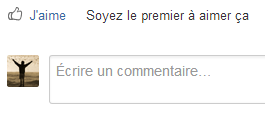 J'aime Soyez le premier à aimer ça
Écrire un commentaire...